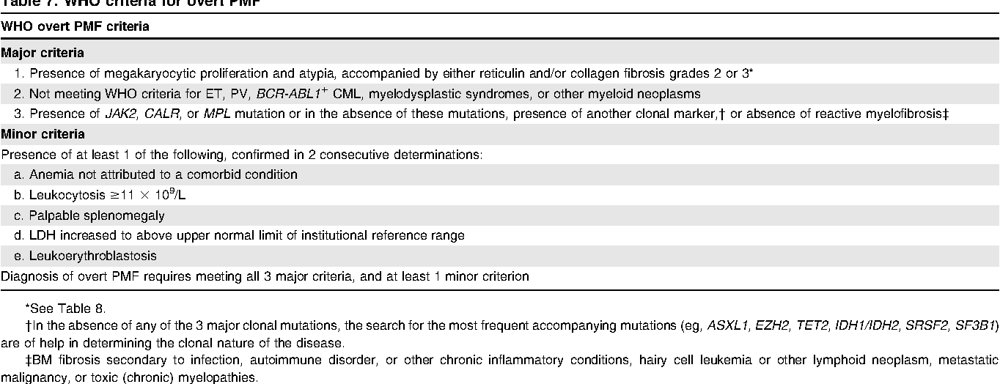 Table 7. WHO criteria for overt PMF
WHO overt PMF criteria
Major criteria
1. Presence of megakaryocytic proliferation and atypia, accompanied by either reticulin and/or collagen fibrosis grades 2 or 3*
2. Not meeting WHO criteria for ET, PV, BCR-ABL1+ CML, myelodysplastic syndromes, or other myeloid neoplasms
3. Presence of JAK2, CALR, or MPL mutation or in the absence of these mutations, presence of another clonal marker,† or absence of reactive myelofibrosis‡
Minor criteria
Presence of at least 1 of the following, confirmed in 2 consecutive determinations:
a. Anemia not attributed to a comorbid condition
b. Leukocytosis ≥11 × 10⁹/L
c. Palpable splenomegaly
d. LDH increased to above upper normal limit of institutional reference range
e. Leukoerythroblastosis
Diagnosis of overt PMF requires meeting all 3 major criteria, and at least 1 minor criterion
*See Table 8.
†In the absence of any of the 3 major clonal mutations, the search for the most frequent accompanying mutations (eg, ASXL1, EZH2, TET2, IDH1/IDH2, SRSF2, SF3B1)
are of help in determining the clonal nature of the disease.
‡BM fibrosis secondary to infection, autoimmune disorder, or other chronic inflammatory conditions, hairy cell leukemia or other lymphoid neoplasm, metastatic
malignancy, or toxic (chronic) myelopathies.